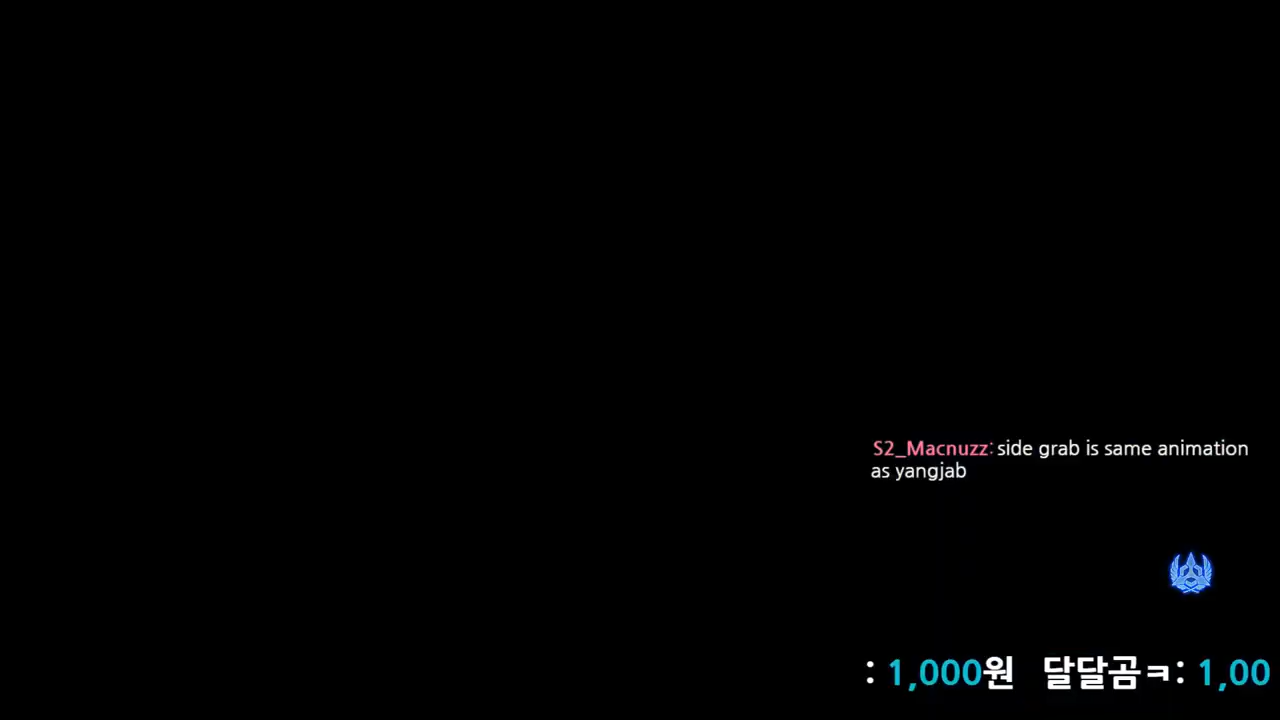 S2_Macnuzz: side grab is same animation
as yangjab
: 1,000원 달달곰ㅋ: 1,00